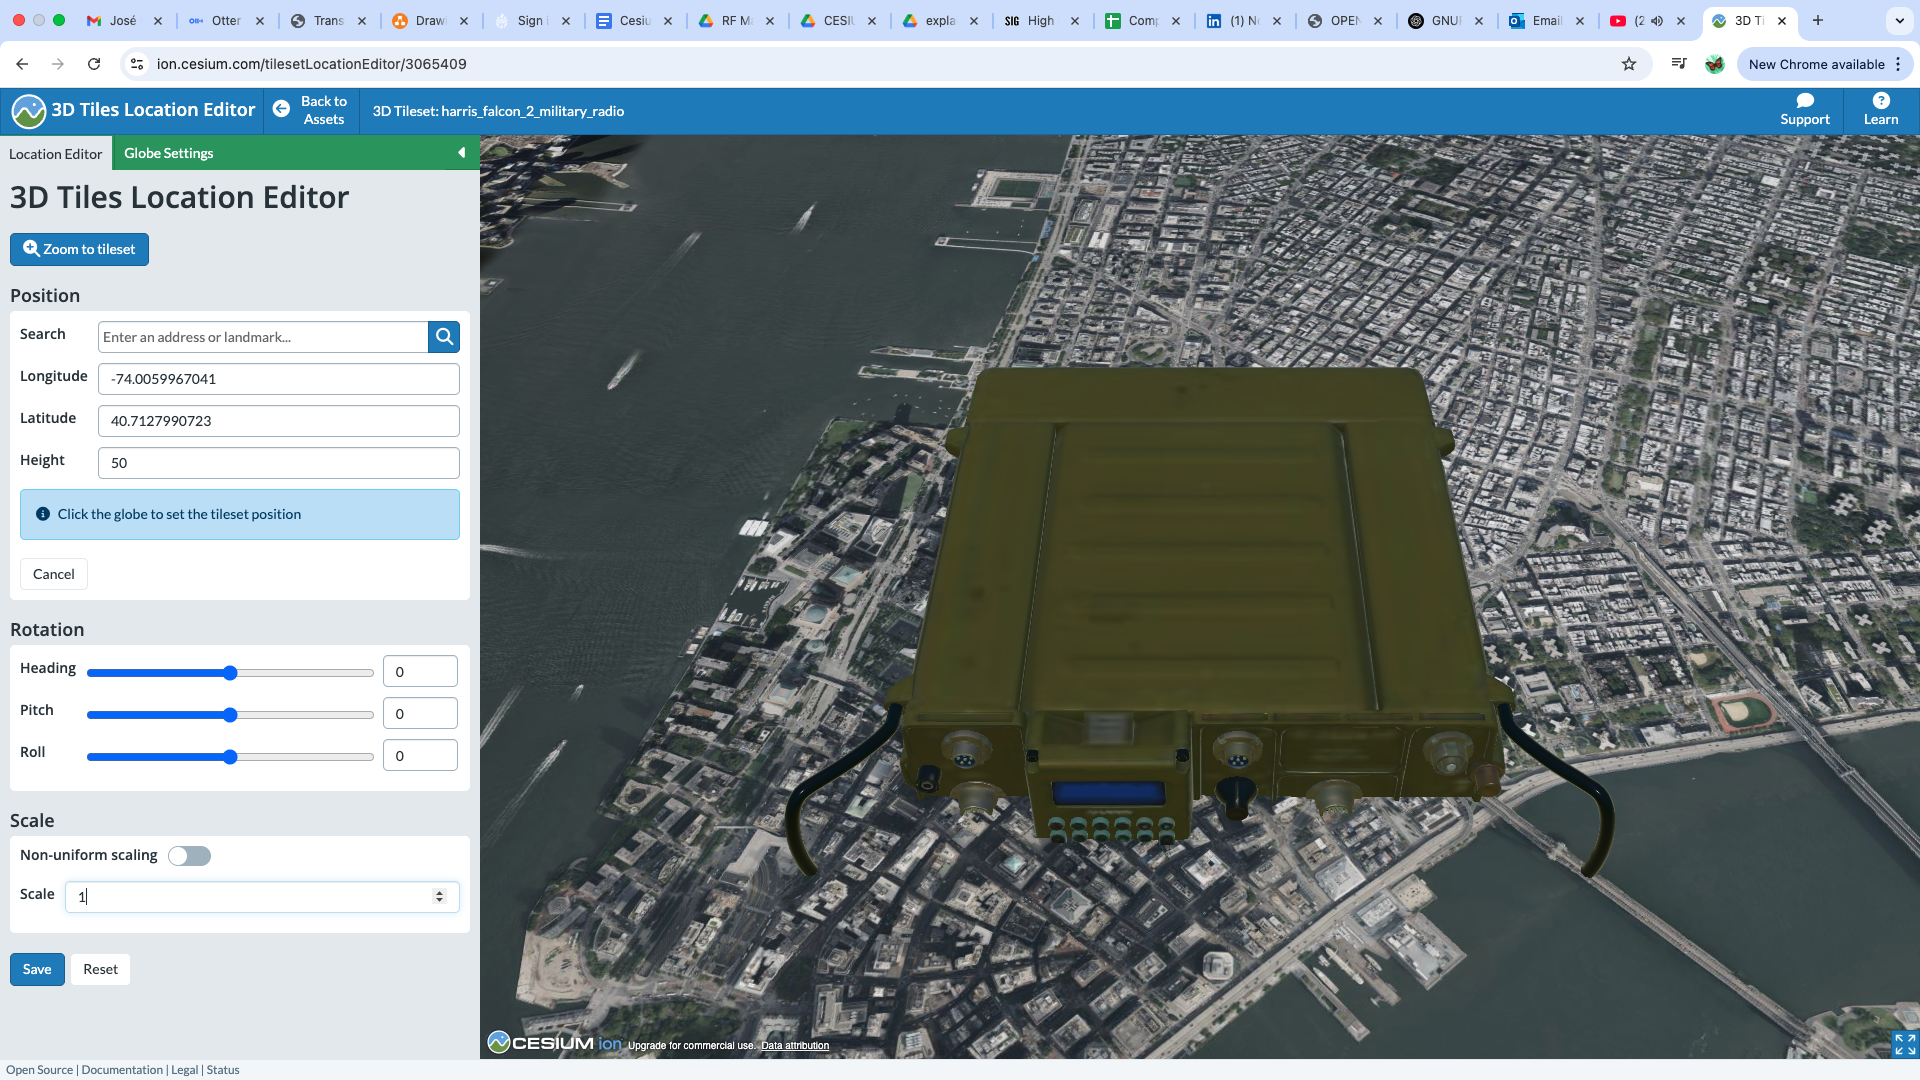 José
Otter
Trans
Drawi
Sign i
Cesiu
RF M
CESIU
expla
SIG High
Comp
(1) N
OPEN
GNU
Email
(2
3D Ti
ion.cesium.com/tilesetLocationEditor/3065409
New Chrome available
3D Tiles Location Editor
Back to Assets
3D Tileset: harris_falcon_2_military_radio
Support
Learn
Location Editor
Globe Settings
3D Tiles Location Editor
Zoom to tileset
Position
Search Enter an address or landmark...
Longitude -74.0059967041
Latitude 40.7127990723
Height 50
Click the globe to set the tileset position
Cancel
Rotation
Heading 0
Pitch 0
Roll 0
Scale
Non-uniform scaling
Scale 1
Save Reset
CESIUM ion Upgrade for commercial use. Data attribution
Open Source | Documentation | Legal | Status